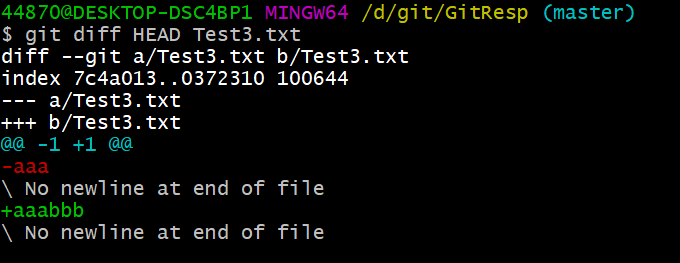 44870@DESKTOP-DSC4BP1 MINGW64 /d/git/GitResp (master)
$ git diff HEAD Test3.txt
diff --git a/Test3.txt b/Test3.txt
index 7c4a013..0372310 100644
--- a/Test3.txt
+++ b/Test3.txt
@@ -1 +1 @@
-aaa
\ No newline at end of file
+aaabbb
\ No newline at end of file